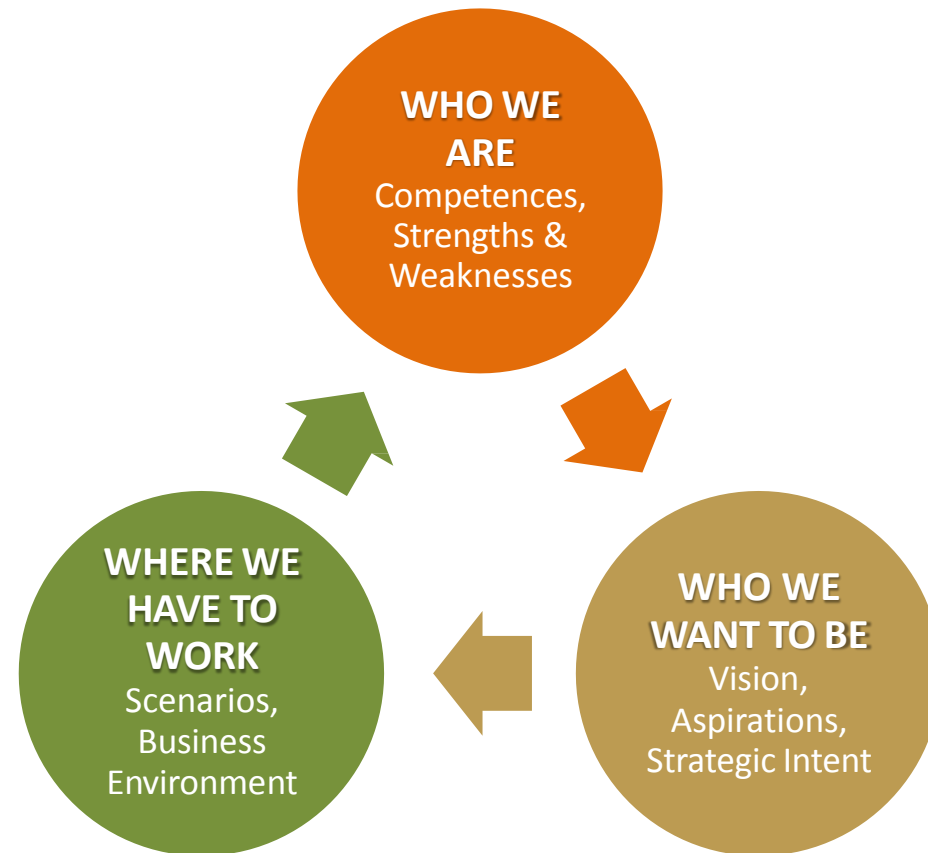 WHO WE
ARE
Competences,
Strengths &
Weaknesses
WHO WE
WANT TO BE
Vision,
Aspirations,
Strategic Intent
WHERE WE
HAVE TO
WORK
Scenarios,
Business
Environment